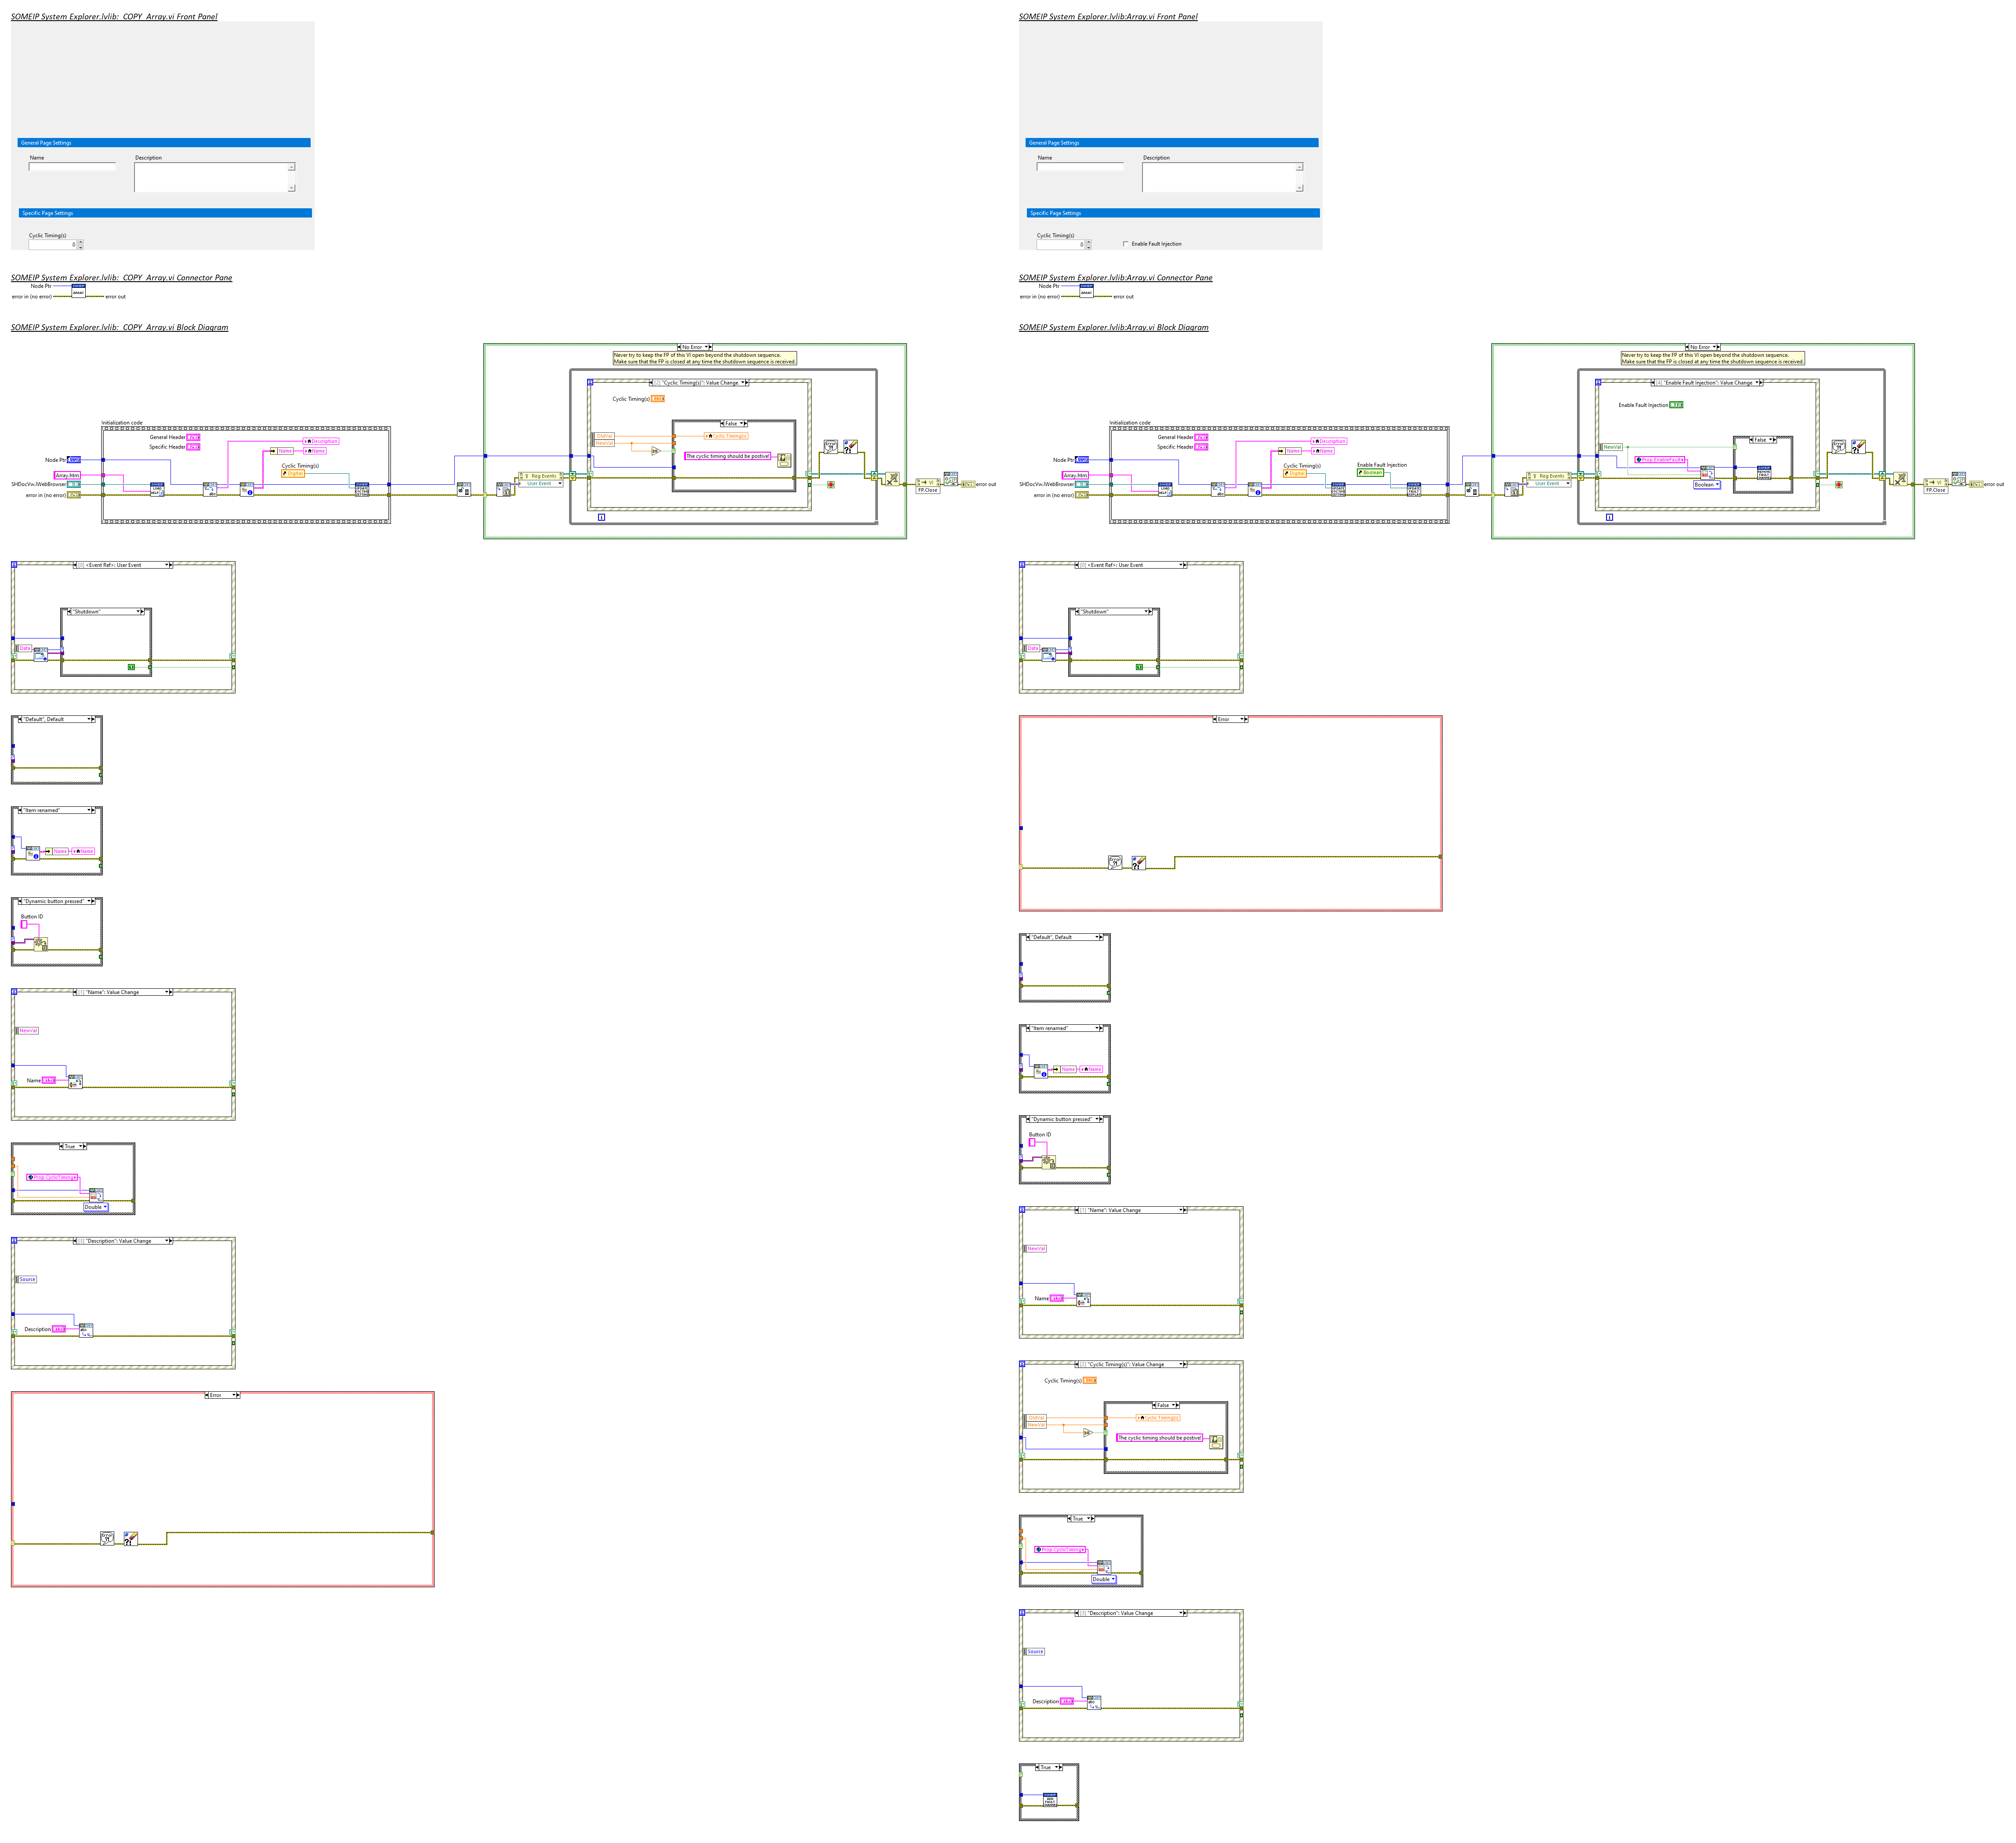 SOMEIP System Explorer.lvlib:_COPY_Array.vi Front Panel
General Page Settings
Name
Description
Specific Page Settings
Cyclic Timing(s)
0
SOMEIP System Explorer.lvlib:_COPY_Array.vi Connector Pane
Node Ptr
error in (no error)
error out
SOMEIP System Explorer.lvlib:_COPY_Array.vi Block Diagram
No Error
Never try to keep the FP of this VI open beyond the shutdown sequence.
Make sure that the FP is closed at any time the shutdown sequence is received.
[2] "Cyclic Timing(s)": Value Change
Cyclic Timing(s)
False
OldVal
NewVal
Cyclic Timing(s)
The cyclic timing should be postive!
Initialization code
General Header
Specific Header
Description
Name
Name
Node Ptr
Cyclic Timing(s)
Digital
Array.htm
SHDocVw.IWebBrowser
error in (no error)
Reg Events
User Event
VI
FP.Close
error out
[0] <Event Ref>: User Event
"Shutdown"
Data
"Default", Default
"Item renamed"
Name
Name
"Dynamic button pressed"
Button ID
[1] "Name": Value Change
NewVal
Name
True
Prop.CyclicTiming
Double
[3] "Description": Value Change
Source
Description
Error
SOMEIP System Explorer.lvlib:Array.vi Front Panel
General Page Settings
Name
Description
Specific Page Settings
Cyclic Timing(s)
0
Enable Fault Injection
SOMEIP System Explorer.lvlib:Array.vi Connector Pane
Node Ptr
error in (no error)
error out
SOMEIP System Explorer.lvlib:Array.vi Block Diagram
No Error
Never try to keep the FP of this VI open beyond the shutdown sequence.
Make sure that the FP is closed at any time the shutdown sequence is received.
[4] "Enable Fault Injection": Value Change
Enable Fault Injection
False
NewVal
Prop.EnableFault
Boolean
Initialization code
General Header
Specific Header
Description
Name
Name
Node Ptr
Cyclic Timing(s)
Digital
Enable Fault Injection
Boolean
Array.htm
SHDocVw.IWebBrowser
error in (no error)
Reg Events
User Event
VI
FP.Close
error out
[0] <Event Ref>: User Event
"Shutdown"
Data
Error
"Default", Default
"Item renamed"
Name
Name
"Dynamic button pressed"
Button ID
[1] "Name": Value Change
NewVal
Name
[2] "Cyclic Timing(s)": Value Change
Cyclic Timing(s)
False
OldVal
NewVal
Cyclic Timing(s)
The cyclic timing should be postive!
True
Prop.CyclicTiming
Double
[3] "Description": Value Change
Source
Description
True